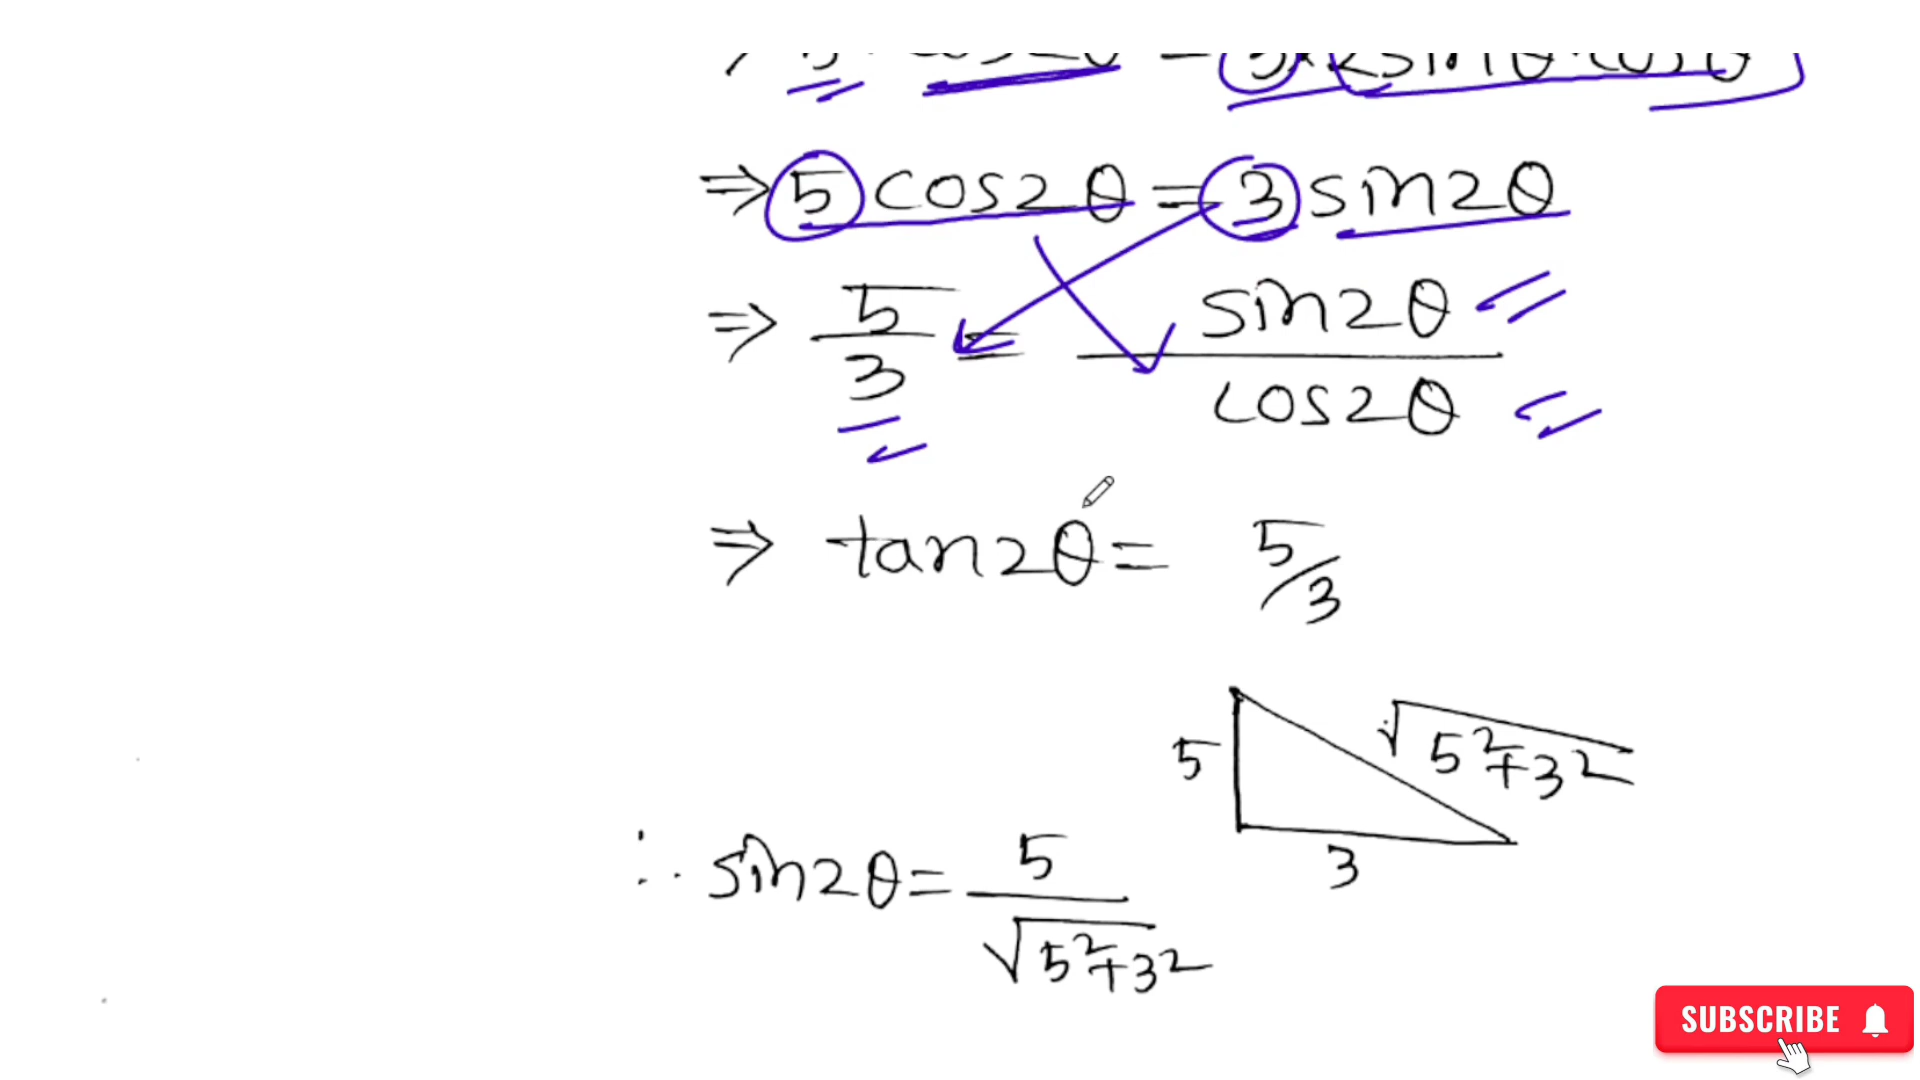 ⇒ 5 cos2θ = 3 sin2θ
⇒ 5/3 = sin2θ/cos2θ
⇒ tan2θ = 5/3
5
√5²+3²
3
∴ sin2θ = 5/√5²+3²
SUBSCRIBE